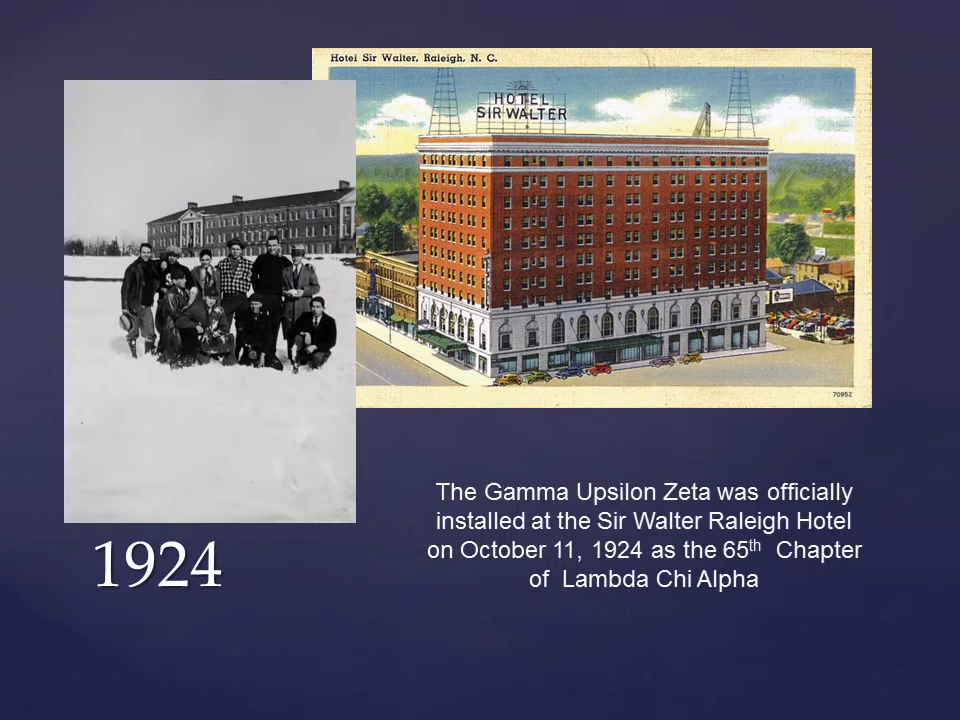 Hotel Sir Walter, Raleigh, N. C.
HOTEL
SIR WALTER
70952
The Gamma Upsilon Zeta was officially
installed at the Sir Walter Raleigh Hotel
on October 11, 1924 as the 65th Chapter
of Lambda Chi Alpha
1924